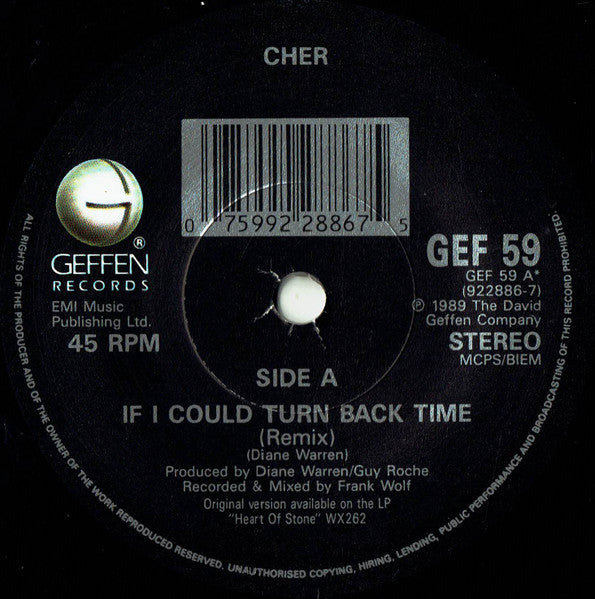 CHER
0 75992 28867 5
G
GEFFEN
RECORDS
®
EMI Music
Publishing Ltd.
45 RPM
GEF 59
GEF 59 A*
(922886-7)
℗ 1989 The David
Geffen Company
STEREO
MCPS/BIEM
SIDE A
IF I COULD TURN BACK TIME
(Remix)
(Diane Warren)
Produced by Diane Warren/Guy Roche
Recorded & Mixed by Frank Wolf
Original version available on the LP
"Heart Of Stone" WX262
ALL RIGHTS OF THE PRODUCER AND OF THE OWNER OF THE WORK REPRODUCED RESERVED. UNAUTHORISED COPYING, HIRING, LENDING, PUBLIC PERFORMANCE AND BROADCASTING OF THIS RECORD PROHIBITED.